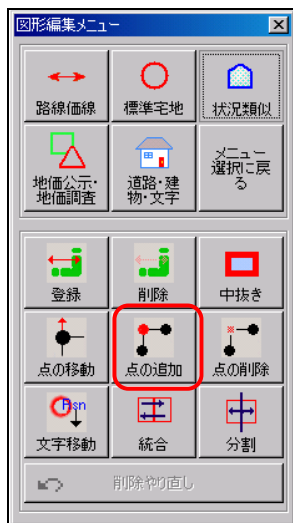 図形編集メニュー
路線価線
標準宅地
状況類似
地価公示・
地価調査
道路・建
物・文字
メニュー
選択に戻
る
登録
削除
中抜き
点の移動
点の追加
点の削除
文字移動
統合
分割
削除やり直し